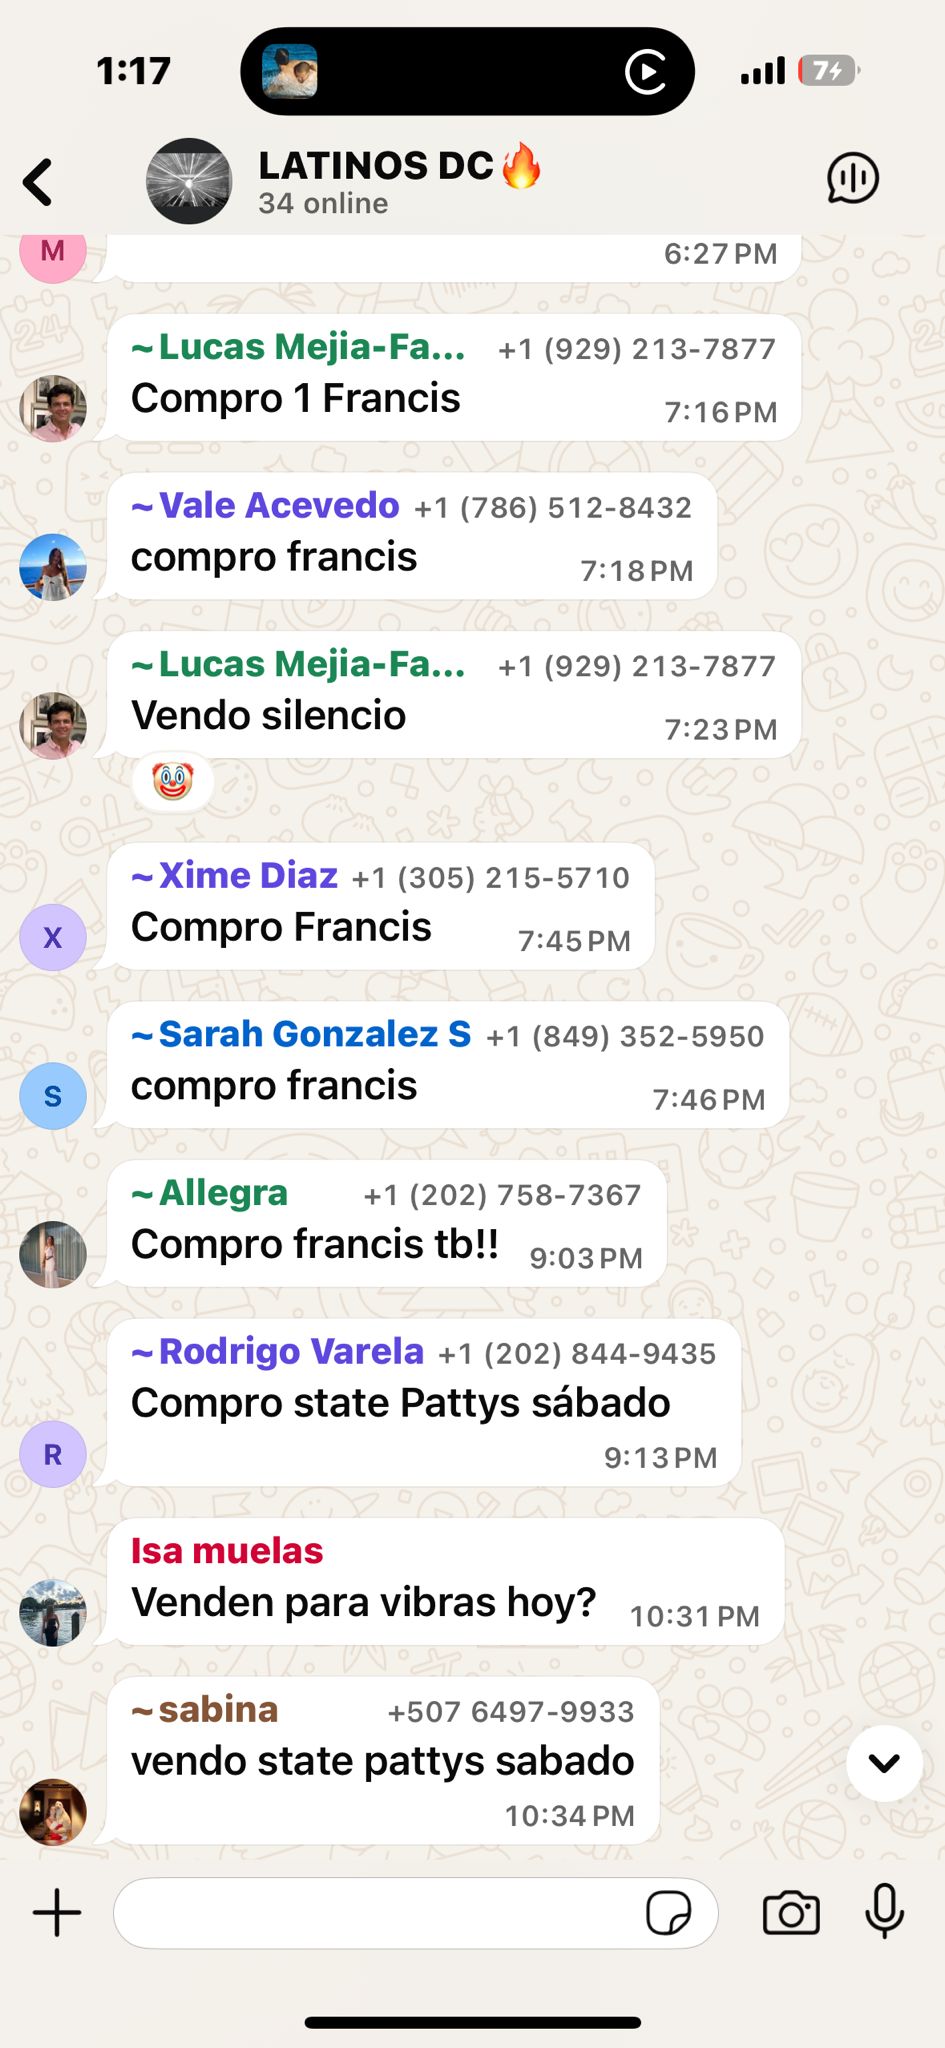 1:17
7
LATINOS DC🔥
34 online
M
6:27 PM
~Lucas Mejia-Fa... +1 (929) 213-7877
Compro 1 Francis
7:16 PM
~Vale Acevedo +1 (786) 512-8432
compro francis
7:18 PM
~Lucas Mejia-Fa... +1 (929) 213-7877
Vendo silencio
7:23 PM
🤡
~Xime Diaz +1 (305) 215-5710
X
Compro Francis
7:45 PM
~Sarah Gonzalez S +1 (849) 352-5950
S
compro francis
7:46 PM
~Allegra +1 (202) 758-7367
Compro francis tb!! 9:03 PM
~Rodrigo Varela +1 (202) 844-9435
Compro state Pattys sábado
R
9:13 PM
Isa muelas
Venden para vibras hoy? 10:31 PM
~sabina +507 6497-9933
vendo state pattys sabado
10:34 PM